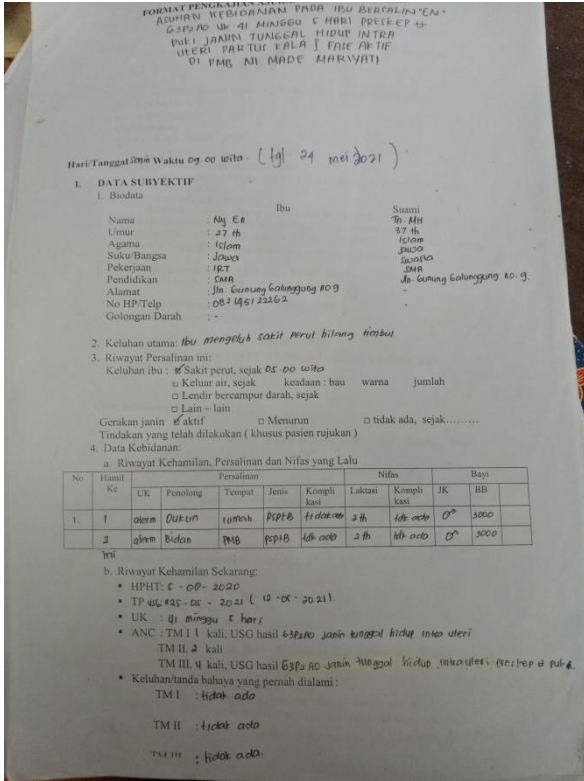 FORMAT PENGKAJIAN ASUHAN
ASUHAN KEBIDANAN PADA IBU BERSALIN "EN"
G3P2A0 UK 41 MINGGU 5 HARI PRESKEP U
PUKI JANIN TUNGGAL HIDUP INTRA
UTERI PARTUS KALA I FASE AKTIF
DI PMB NI MADE MARIYATI
Hari/Tanggal Senin Waktu 09.00 wita. (tgl. 24 mei 2021)
I. DATA SUBYEKTIF
1. Biodata
Ibu Suami
Nama : Ny En Tn. MH
Umur : 27 th 37 th
Agama : Islam Islam
Suku/Bangsa : Jawa Jawa
Pekerjaan : IRT Swasta
Pendidikan : SMA SMA
Alamat : Jln. Gunung Galunggung no 9 Jln. Gunung Galunggung no. 9.
No HP/Telp : 082145122262 -
Golongan Darah : -
2. Keluhan utama: Ibu mengeluh sakit perut hilang timbul
3. Riwayat Persalinan ini:
Keluhan ibu : ☑ Sakit perut, sejak 05.00 wita
□ Keluar air, sejak keadaan : bau warna jumlah
□ Lendir bercampur darah, sejak
□ Lain – lain
Gerakan janin ☑ aktif □ Menurun □ tidak ada, sejak.........
Tindakan yang telah dilakukan ( khusus pasien rujukan )
4. Data Kebidanan:
a. Riwayat Kehamilan, Persalinan dan Nifas yang Lalu
No Hamil Ke Persalinan Nifas Bayi
UK Penolong Tempat Jenis Kompli kasi Laktasi Kompli kasi JK BB
1. 1 aterm Dukun rumah PSPtB tidak ada 2 th tdk ada ♂ 3000
2 aterm Bidan PMB PSPtB tdk ada 2 th tdk ada ♂ 3000
ini
b. Riwayat Kehamilan Sekarang:
• HPHT: 5 - 08 - 2020
• TP USG : 25 - 05 - 2021 ( 12 - 05 - 2021).
• UK : 41 minggu 5 hari
• ANC : TM I 1 kali, USG hasil G3P2A0 janin tunggal hidup intra uteri
TM II. 2 kali
TM III. 4 kali, USG hasil G3P2A0 janin tunggal hidup intrauteri preskep U puki.
• Keluhan/tanda bahaya yang pernah dialami :
TM I : tidak ada
TM II : tidak ada
TM III : tidak ada.